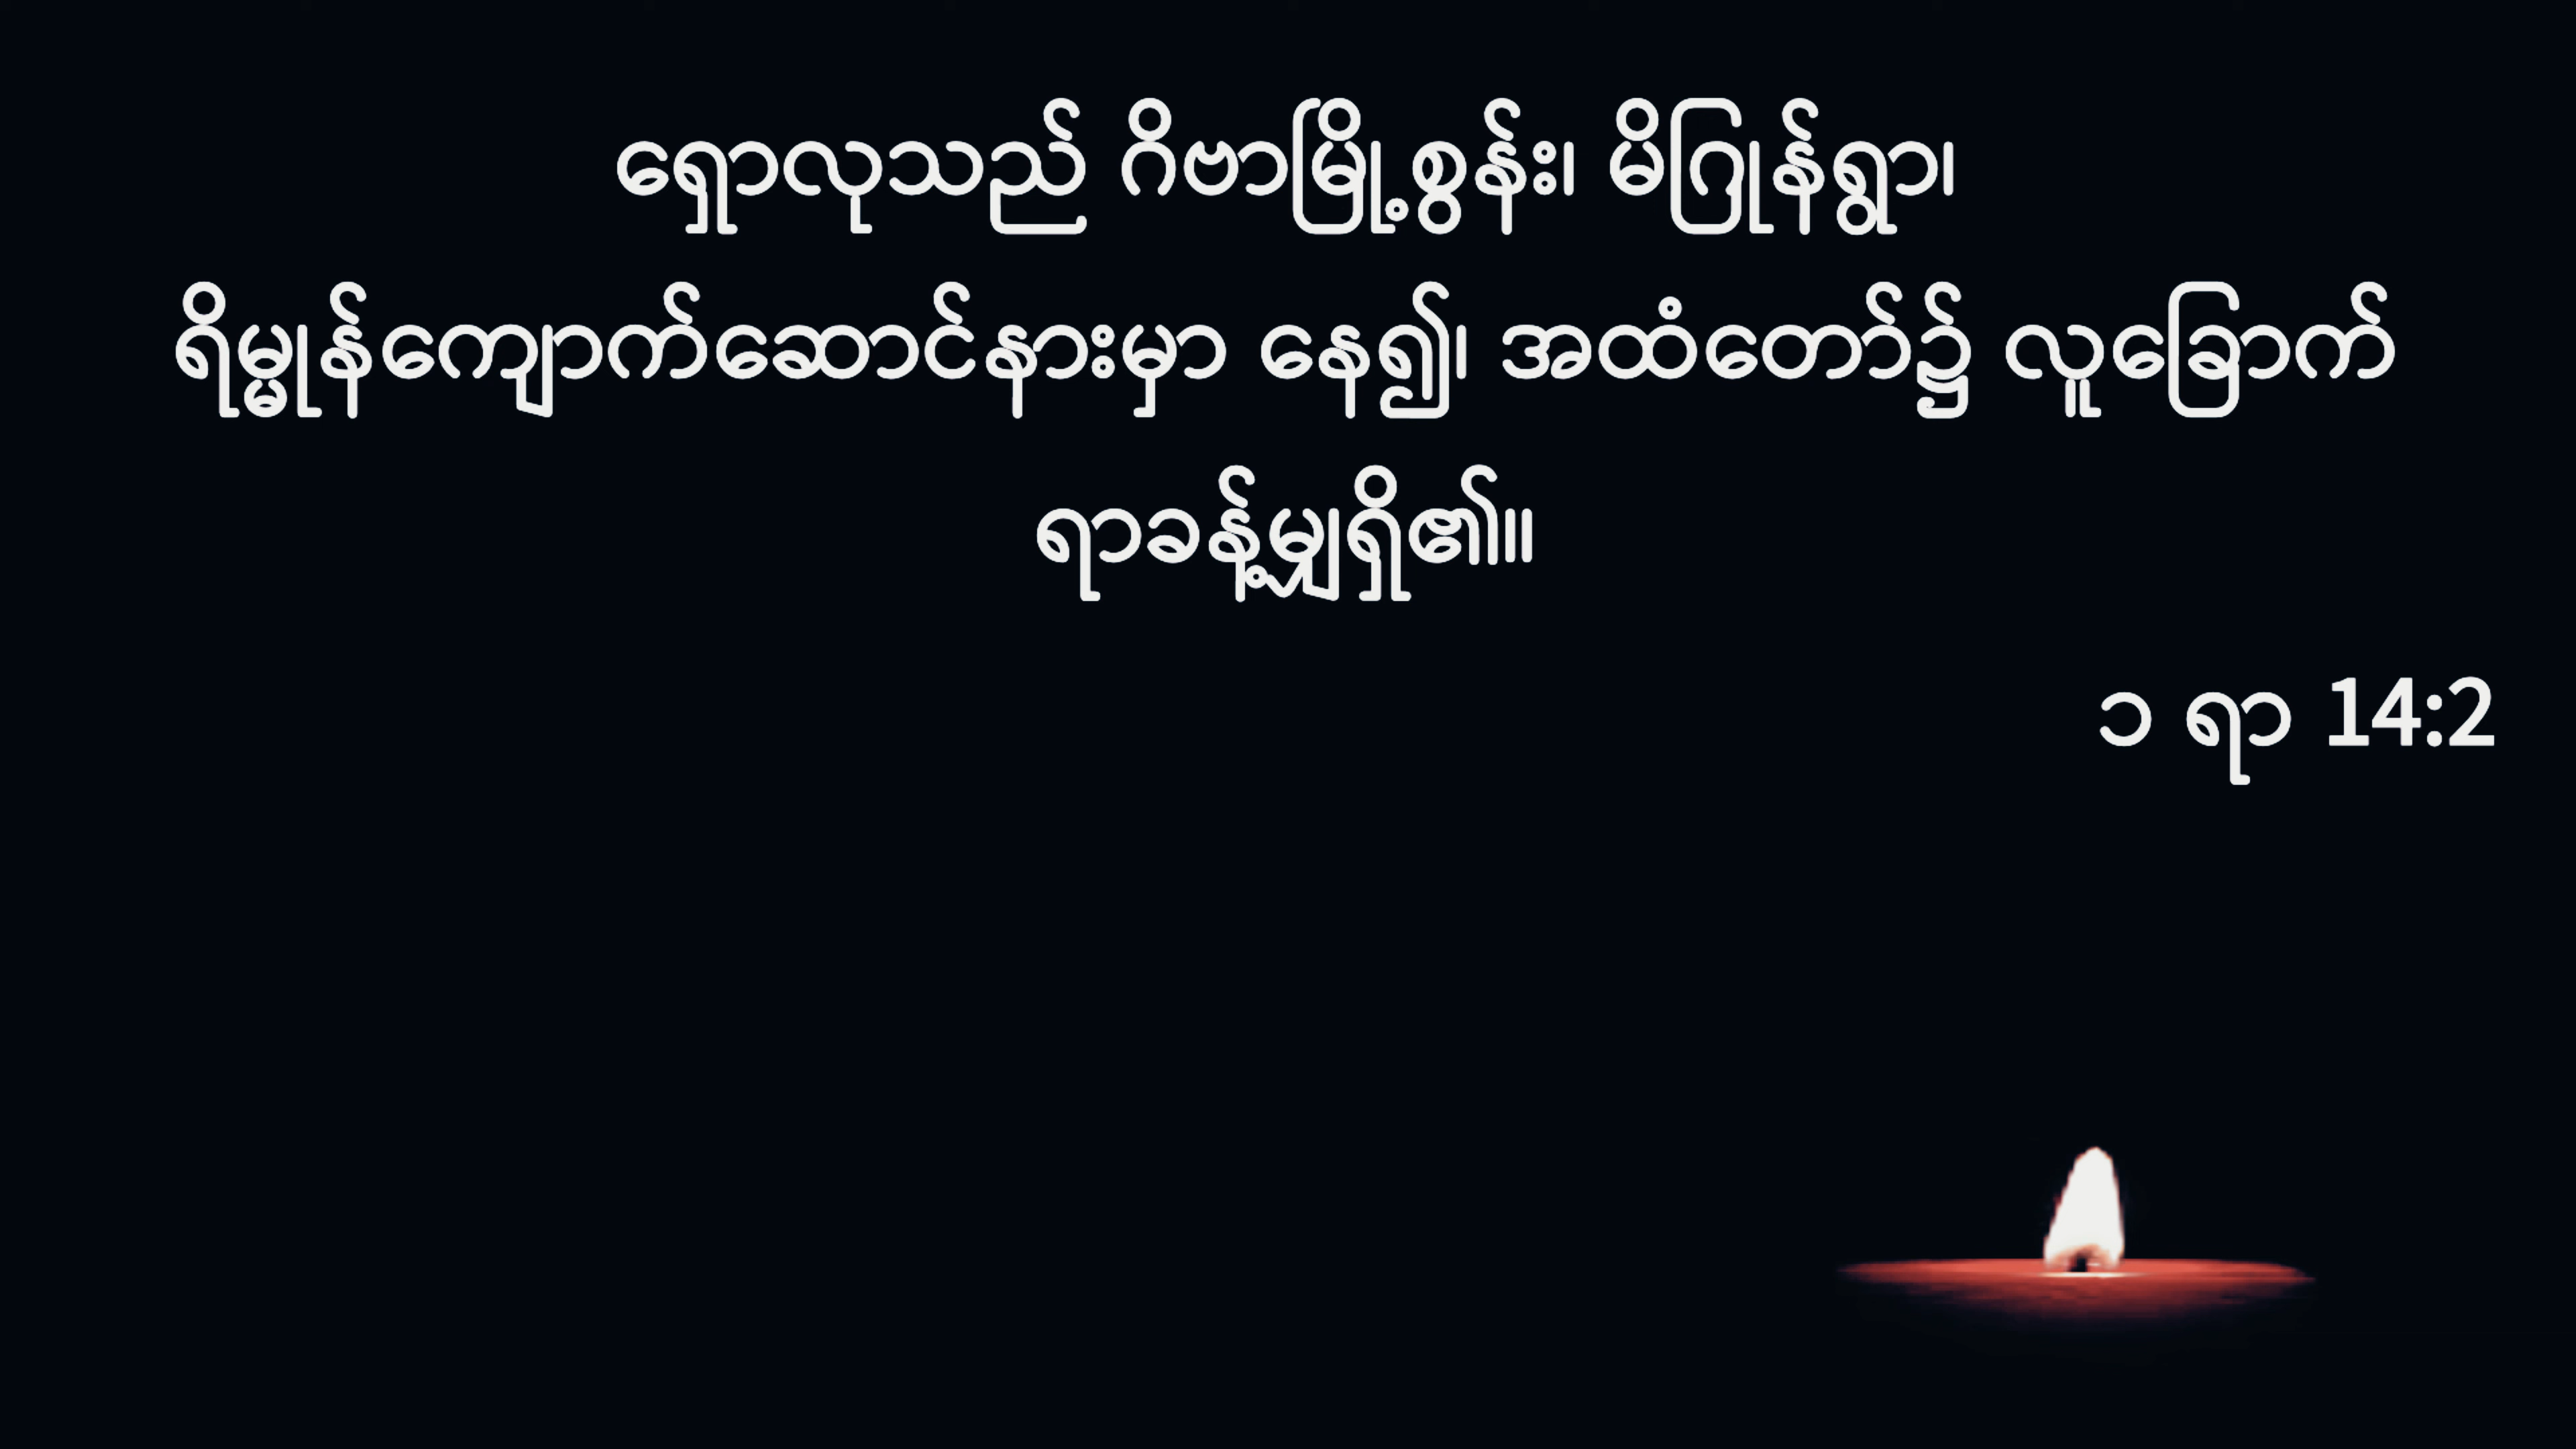 ရှောလုသည် ဂိဗာမြို့စွန်း၊ မိဂြုန်ရွာ၊
ရိမ္မုန်ကျောက်ဆောင်နားမှာ နေ၍၊ အထံတော်၌ လူခြောက်
ရာခန့်မျှရှိ၏။
၁ ရာ 14:2